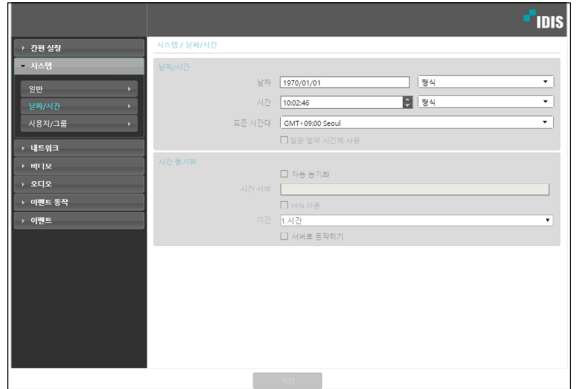 IDIS
간편 설정
시스템
일반
날짜/시간
사용자/그룹
네트워크
비디오
오디오
이벤트 동작
이벤트
시스템 / 날짜/시간
날짜/시간
날짜 1970/01/01 형식
시간 10:02:46 형식
표준 시간대 GMT+09:00 Seoul
일광 절약 시간제 사용
시간 동기화
자동 동기화
시간 서버
FEN 사용
기간 1 시간
서버로 동작하기
저장